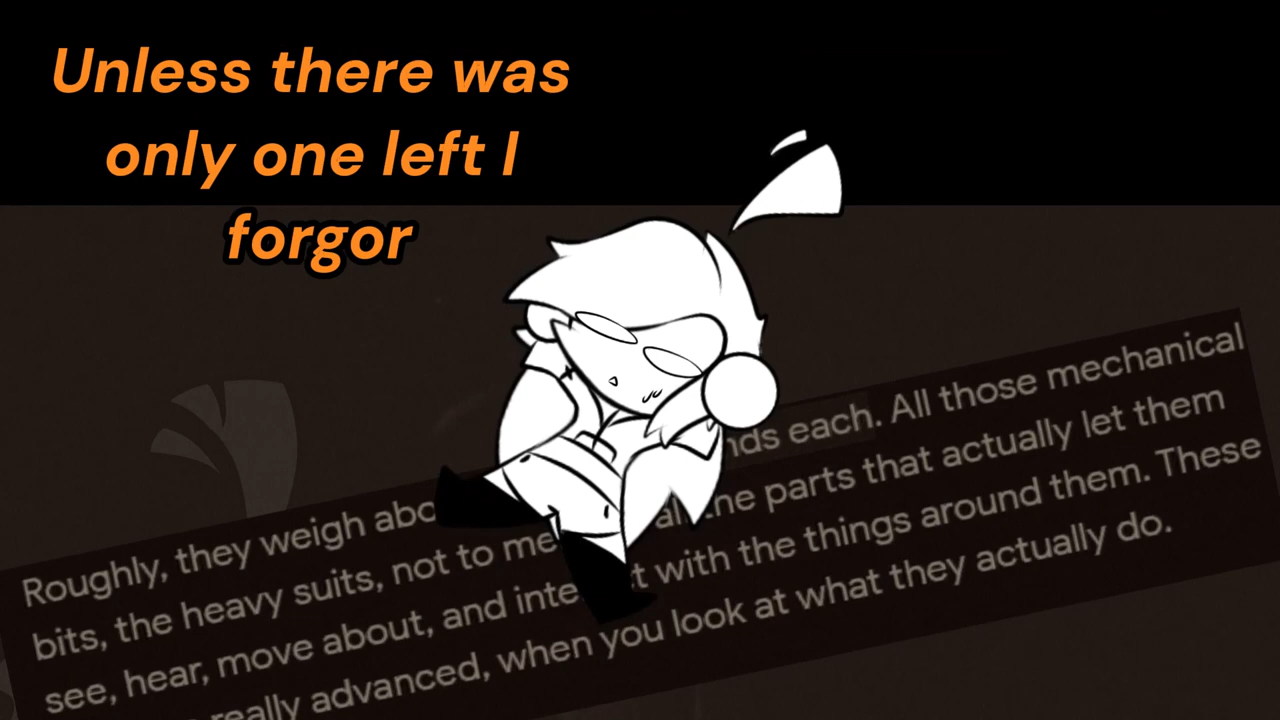 Unless there was
only one left I
forgor
nds each. All those mechanical
Roughly, they weigh abo
bits, the heavy suits, not to me all the parts that actually let them
see, hear, move about, and inte t with the things around them. These
really advanced, when you look at what they actually do.